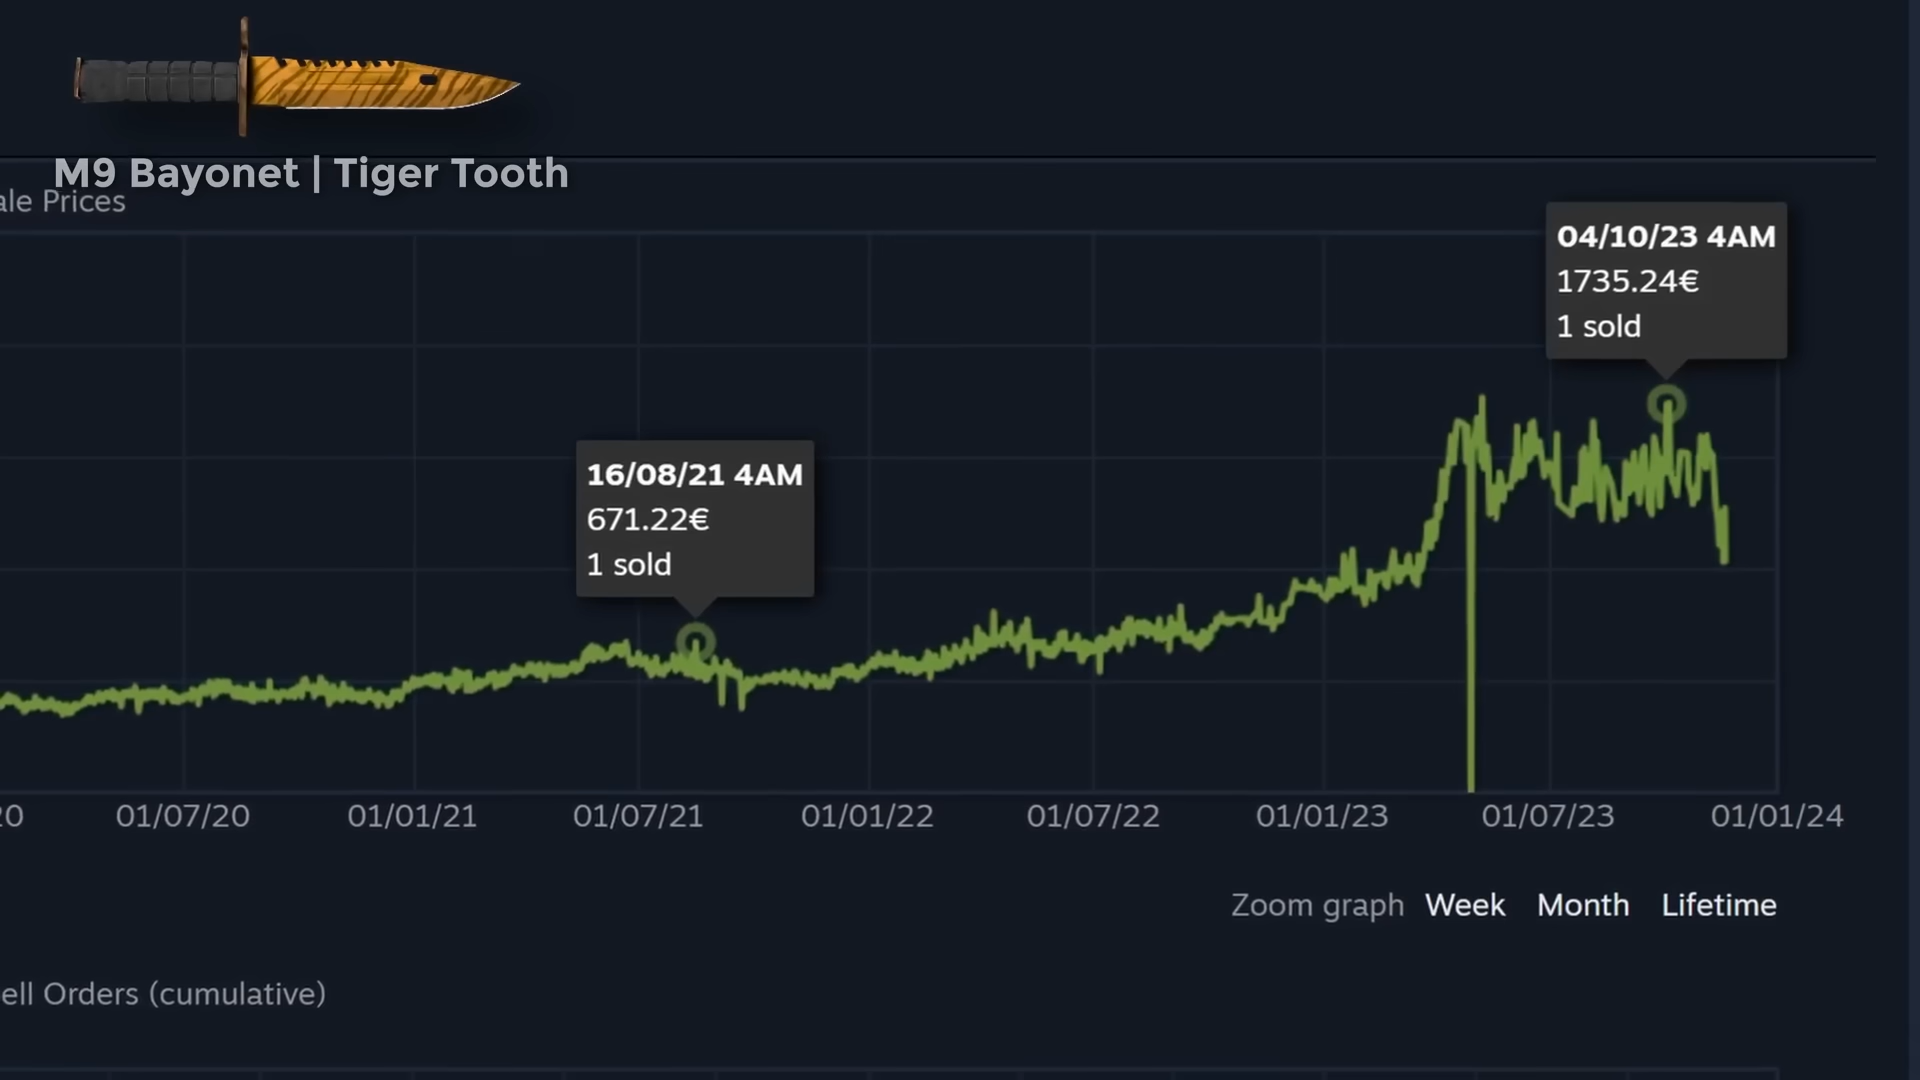 M9 Bayonet | Tiger Tooth
ale Prices
04/10/23 4AM
1735.24€
1 sold
16/08/21 4AM
671.22€
1 sold
20
01/07/20
01/01/21
01/07/21
01/01/22
01/07/22
01/01/23
01/07/23
01/01/24
Zoom graph Week Month Lifetime
ell Orders (cumulative)